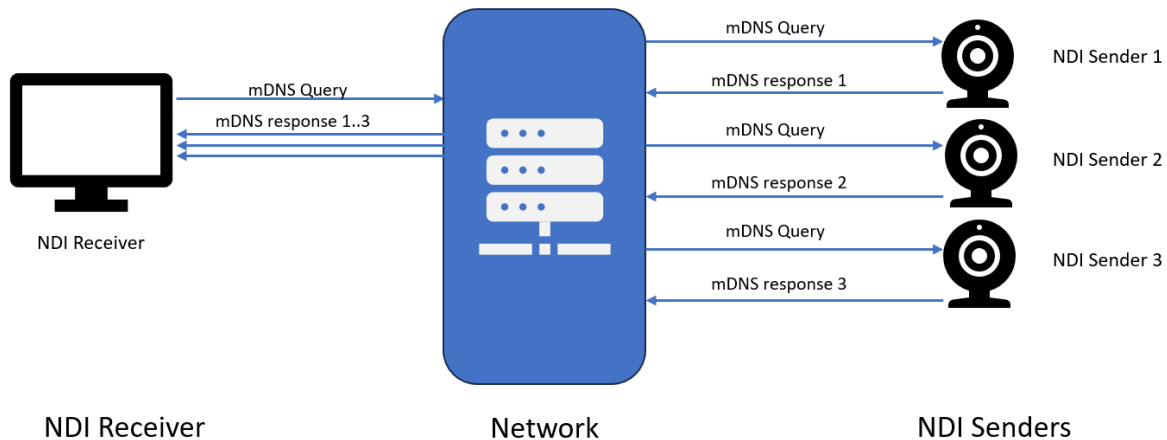 mDNS Query
mDNS response 1..3
NDI Receiver
mDNS Query
mDNS response 1
mDNS Query
mDNS response 2
mDNS Query
mDNS response 3
NDI Sender 1
NDI Sender 2
NDI Sender 3
NDI Receiver
Network
NDI Senders